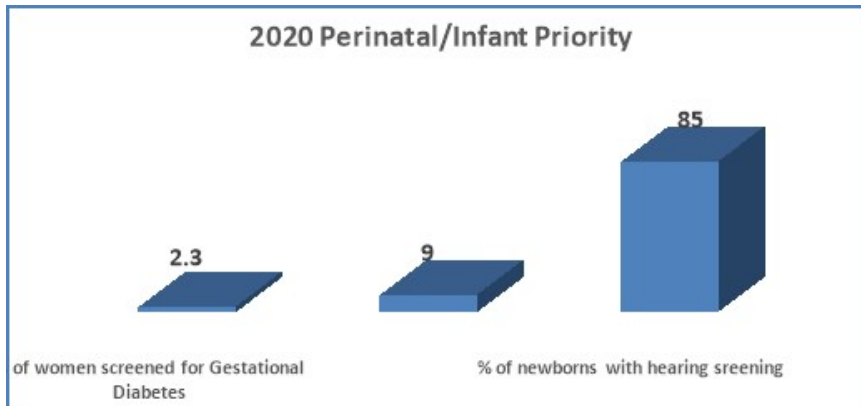 2020 Perinatal/Infant Priority
2.3
9
85
of women screened for Gestational
Diabetes
% of newborns with hearing sreening